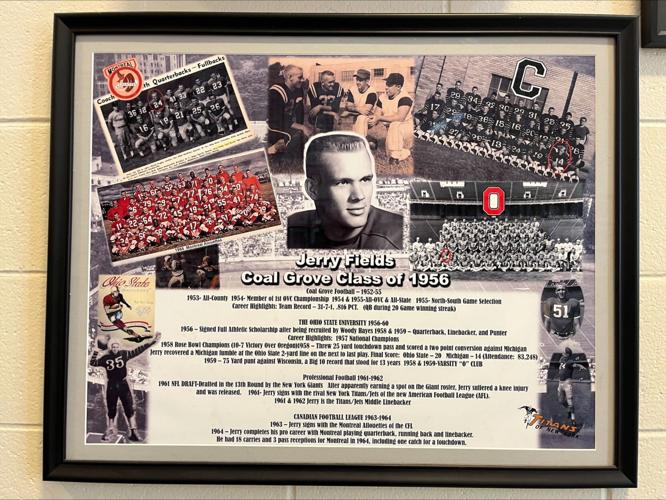 MONTREAL
Coach
Quarterbacks - Fullbacks
C
O
Jerry Fields
Coal Grove Class of 1956
Coal Grove Football – 1952-55
1953- All-County 1954- Member of 1st OVC Championship 1954 & 1955-All-OVC & All-State 1955- North-South Game Selection
Career Highlights: Team Record – 31-7-1, .816 PCT. (QB during 20 game winning streak)
THE OHIO STATE UNIVERSITY 1956-60
1956 – Signed Full Athletic Scholarship after being recruited by Woody Hayes 1958 & 1959 – Quarterback, Linebacker, and Punter
Career Highlights: 1957 National Champions
1958 Rose Bowl Champions (10-7 Victory Over Oregon)1958 – Threw 25 yard touchdown pass and scored a two point conversion against Michigan
Jerry recovered a Michigan fumble at the Ohio State 2-yard line on the next to last play. Final Score: Ohio State – 20 Michigan – 14 (Attendance: 83,248)
1959 – 75 Yard punt against Wisconsin, a Big 10 record that stood for 13 years 1958 & 1959-VARSITY "O" CLUB
Professional Football 1961-1962
1961 NFL DRAFT-Drafted in the 13th Round by the New York Giants After apparently earning a spot on the Giant roster, Jerry suffered a knee injury
and was released. 1961- Jerry signs with the rival New York Titans/Jets of the new American Football League (AFL).
1961 & 1962 Jerry is the Titans/Jets Middle Linebacker
CANADIAN FOOTBALL LEAGUE 1963-1964
1963 – Jerry signs with the Montreal Allouettes of the CFL
1964 – Jerry completes his pro career with Montreal playing quarterback, running back and linebacker.
He had 18 carries and 3 pass receptions for Montreal in 1964, including one catch for a touchdown.
Ohio State
35
51
TITANS
OF NEW YORK